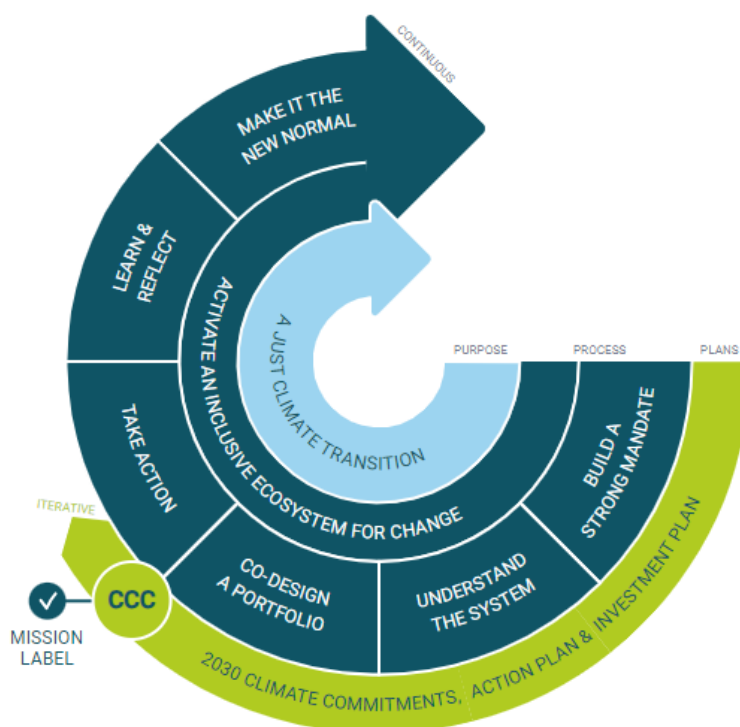 CONTINUOUS
MAKE IT THE
NEW NORMAL
LEARN &
REFLECT
ACTIVATE AN INCLUSIVE ECOSYSTEM FOR CHANGE
A JUST CLIMATE TRANSITION
PURPOSE
PROCESS
PLANS
BUILD A
STRONG MANDATE
TAKE ACTION
ITERATIVE
CO-DESIGN
A PORTFOLIO
UNDERSTAND
THE SYSTEM
CCC
MISSION
LABEL
2030 CLIMATE COMMITMENTS, ACTION PLAN & INVESTMENT PLAN